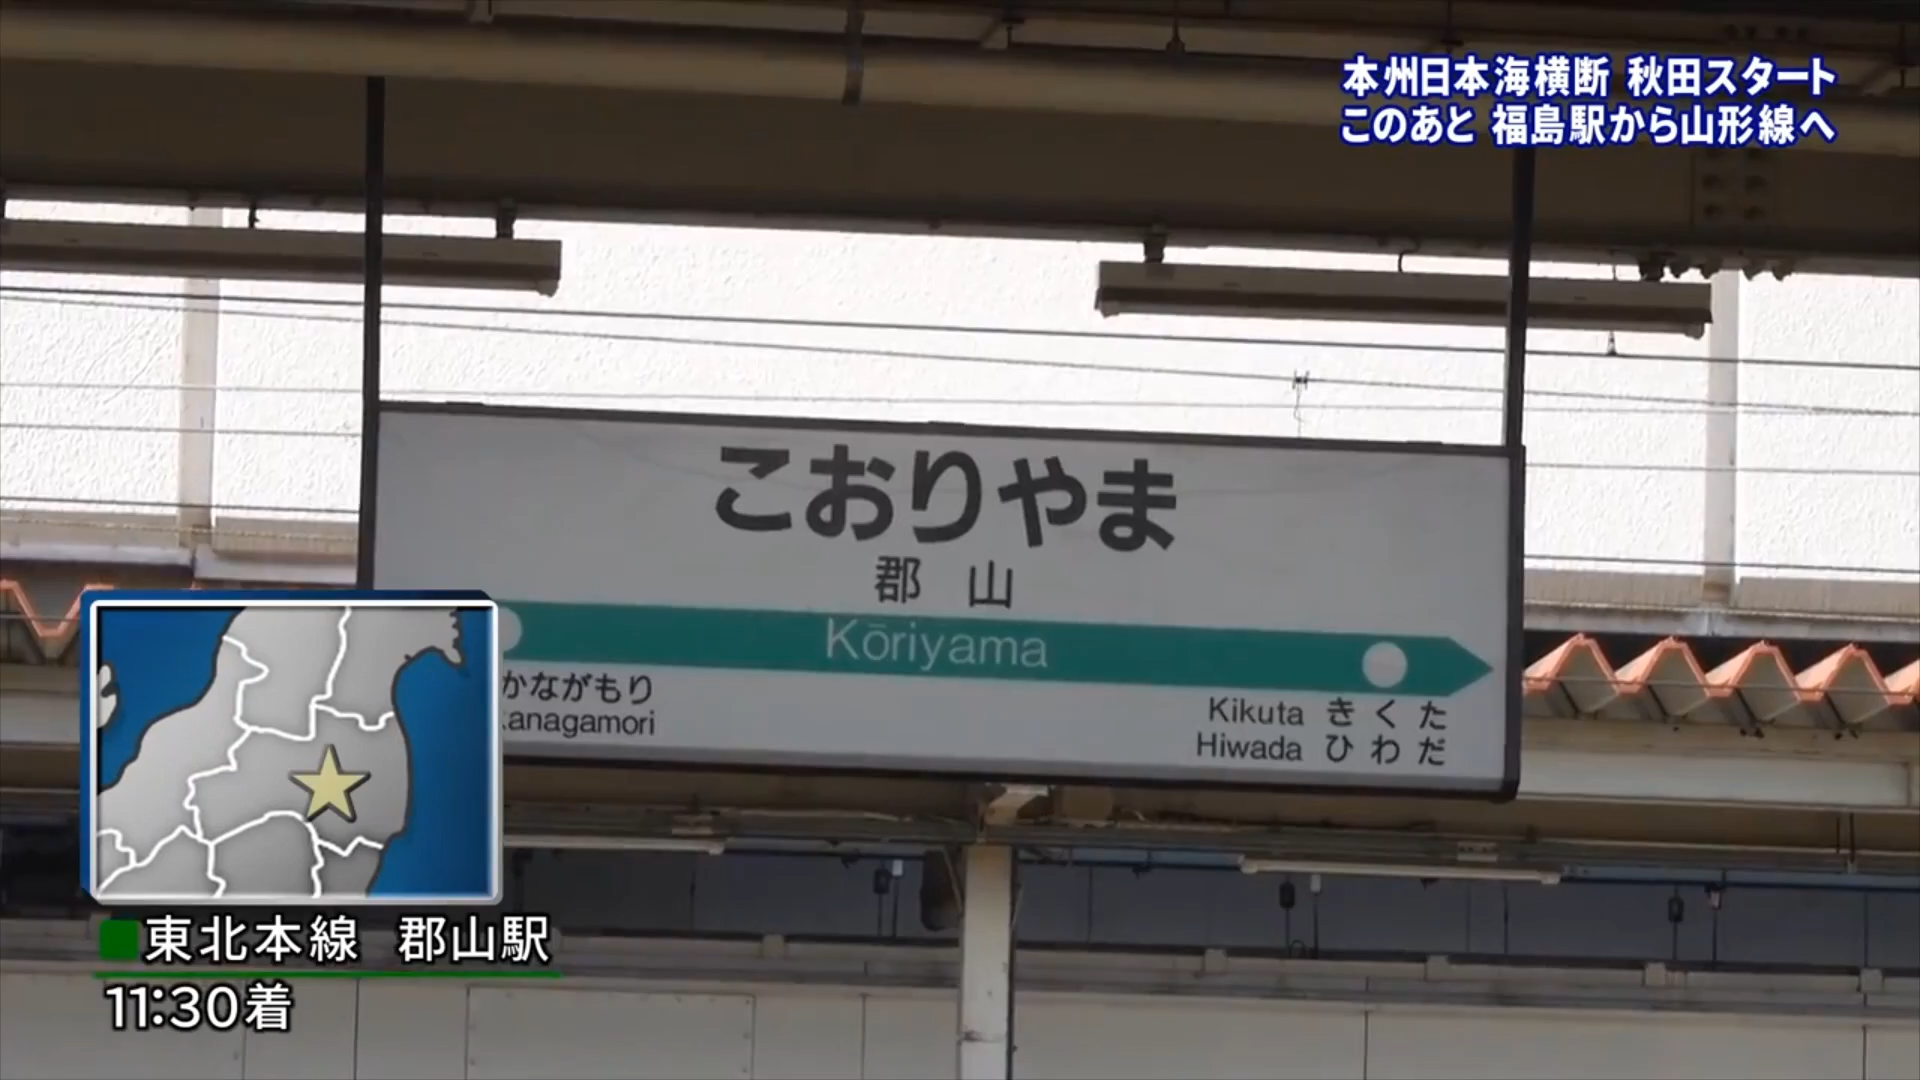 本州日本海横断 秋田スタート
このあと 福島駅から山形線へ
こおりやま
郡 山
Kōriyama
かながもり
anagamori
Kikuta きくた
Hiwada ひわだ
東北本線 郡山駅
11:30着